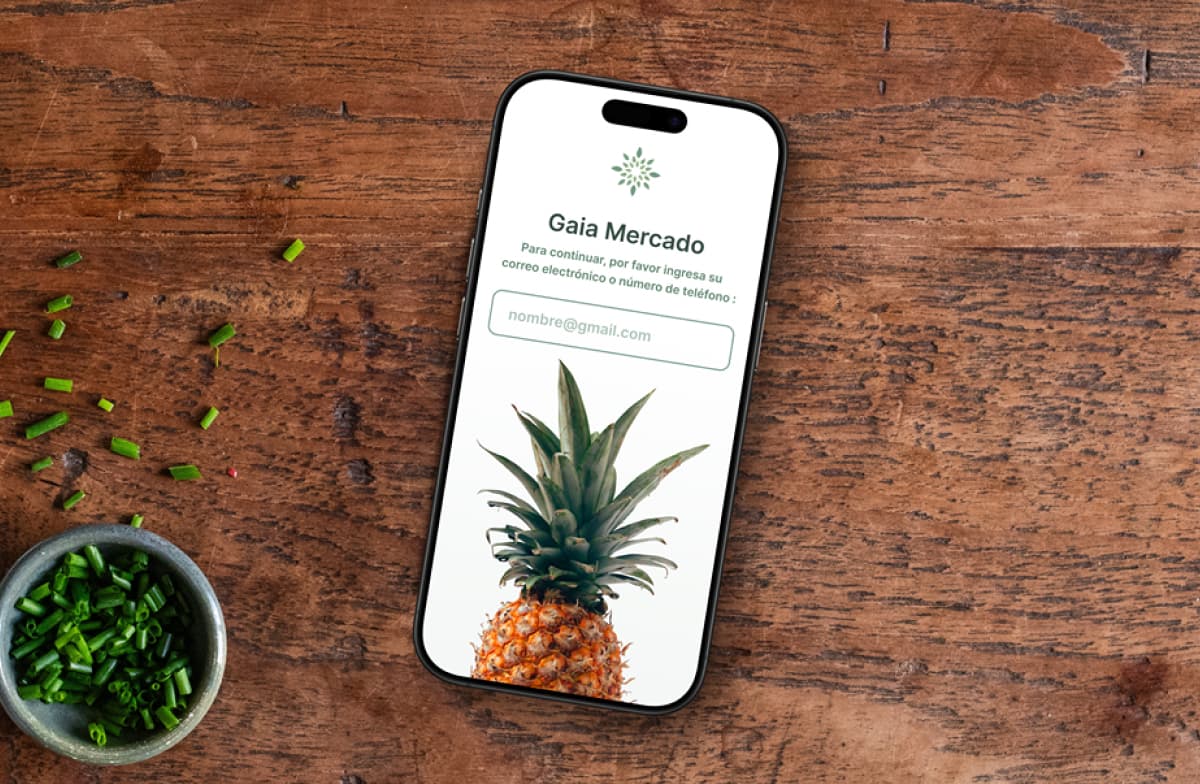 Gaia Mercado
Para continuar, por favor ingresa su
correo electrónico o número de teléfono :
nombre@gmail.com